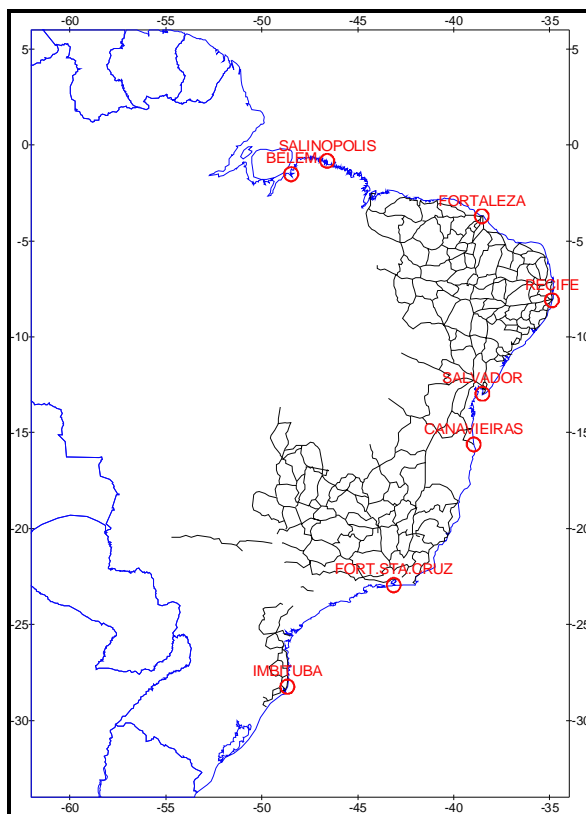 -60 -55 -50 -45 -40 -35
5 5
0 0
SALINOPOLIS
BELEM
FORTALEZA
-5 -5
RECIFE
-10 -10
SALVADOR
CANAVIEIRAS
-15 -15
-20 -20
FORT.STA.CRUZ
-25 -25
IMBITUBA
-30 -30
-60 -55 -50 -45 -40 -35